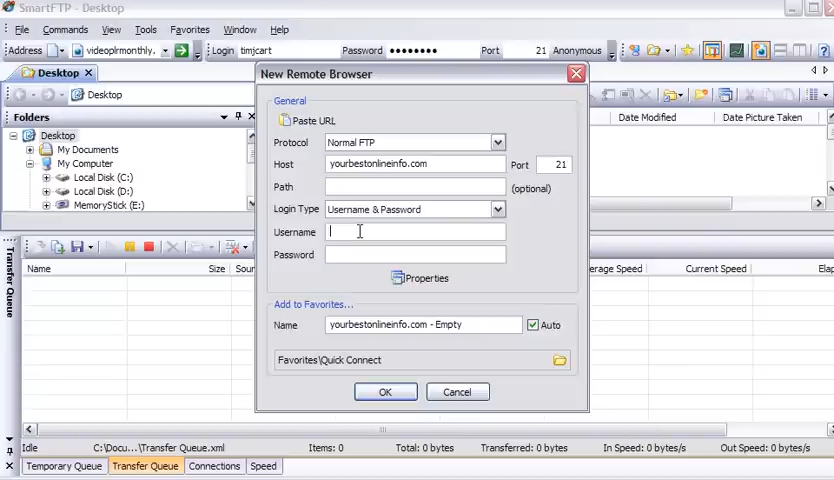 SmartFTP - Desktop
File Commands View Tools Favorites Window Help
Address videoplrmonthly. Login timjcart Password ●●●●●●●● Port 21 Anonymous
Desktop
Desktop
Folders
Desktop
My Documents
My Computer
Local Disk (C:)
Local Disk (D:)
MemoryStick (E:)
Date Modified Date Picture Taken
New Remote Browser
General
Paste URL
Protocol Normal FTP
Host yourbestonlineinfo.com Port 21
Path (optional)
Login Type Username & Password
Username
Password
Properties
Add to Favorites...
Name yourbestonlineinfo.com - Empty Auto
Favorites\Quick Connect
OK Cancel
Transfer Queue
Name Size Sour erage Speed Current Speed Elap
Idle C:\Docu...\Transfer Queue.xml Items: 0 Total: 0 bytes Transferred: 0 bytes In Speed: 0 bytes/s Out Speed: 0 bytes/s
Temporary Queue Transfer Queue Connections Speed